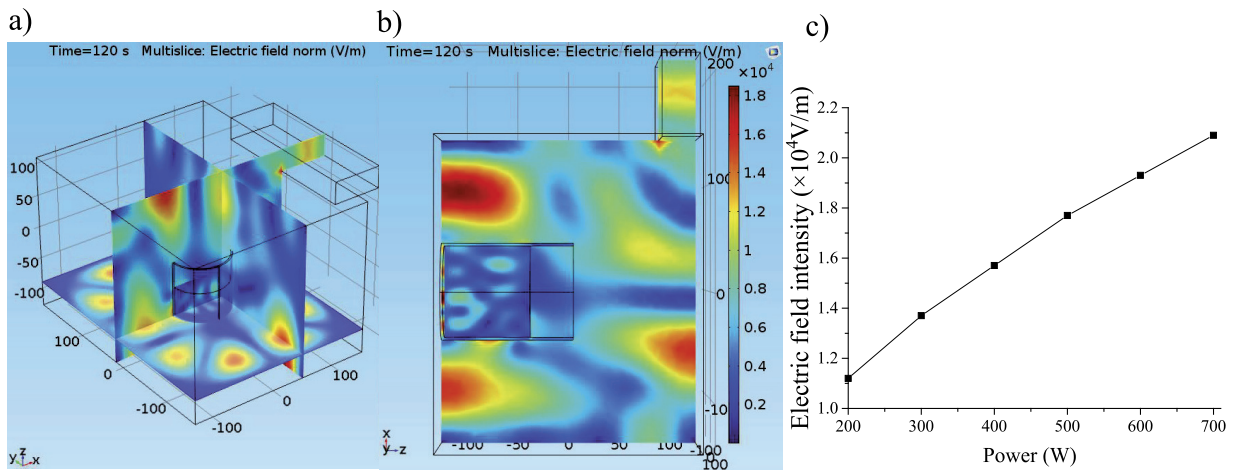 a)
Time=120 s Multislice: Electric field norm (V/m)
100
50
0
-50
-100
100
0
-100
-100
0
100
y z x
b)
Time=120 s Multislice: Electric field norm (V/m)
200
×10⁴
1.8
1.6
1.4
1.2
1
0.8
0.6
0.4
0.2
100
0
-10
-100 -50 0 50 100 -100
0
100
x
y z
c)
Electric field intensity (×10⁴V/m)
2.2
2.0
1.8
1.6
1.4
1.2
1.0
200 300 400 500 600 700
Power (W)